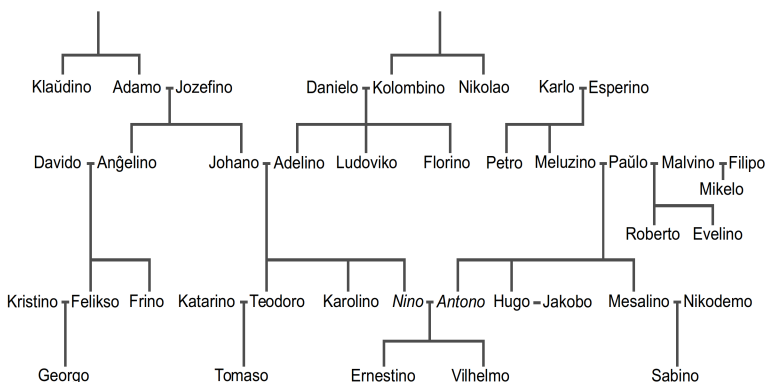 Klaŭdino Adamo Jozefino Danielo Kolombino Nikolao Karlo Esperino
Davido Anĝelino Johano Adelino Ludoviko Florino Petro Meluzino Paŭlo Malvino Filipo
Mikelo
Roberto Evelino
Kristino Felikso Frino Katarino Teodoro Karolino Nino Antono Hugo Jakobo Mesalino Nikodemo
Georgo Tomaso Ernestino Vilhelmo Sabino